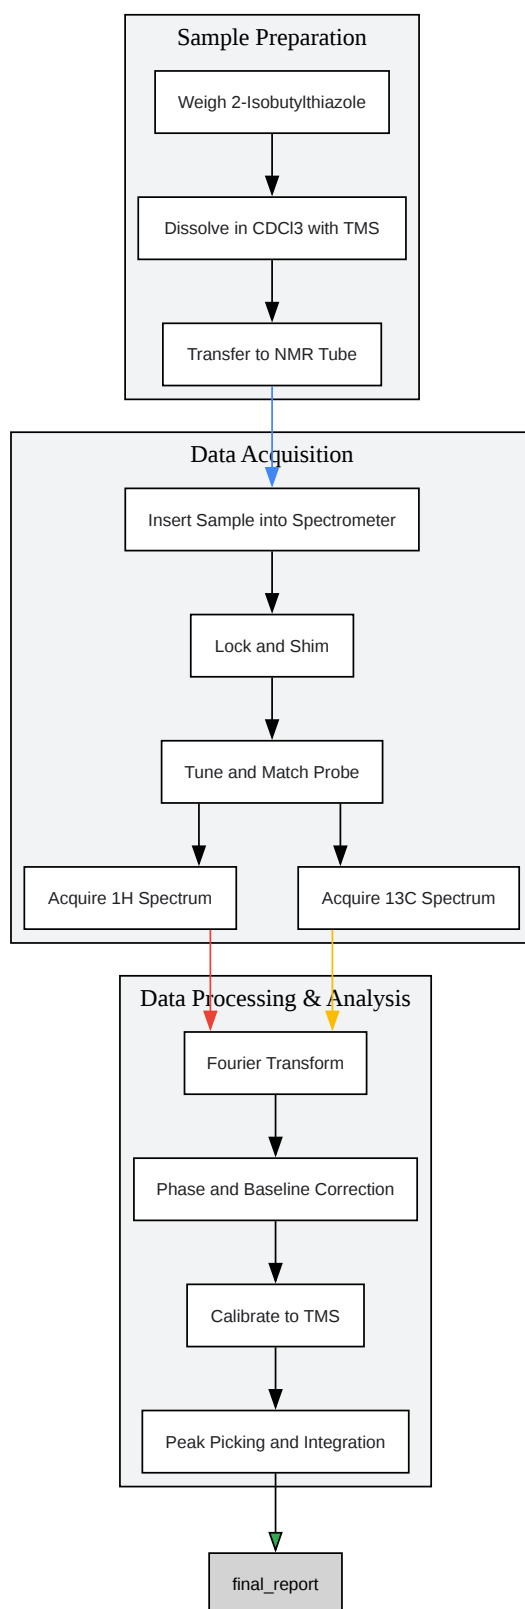 Sample Preparation
Weigh 2-Isobutylthiazole
Dissolve in CDCl3 with TMS
Transfer to NMR Tube
Data Acquisition
Insert Sample into Spectrometer
Lock and Shim
Tune and Match Probe
Acquire 1H Spectrum
Acquire 13C Spectrum
Data Processing & Analysis
Fourier Transform
Phase and Baseline Correction
Calibrate to TMS
Peak Picking and Integration
final_report